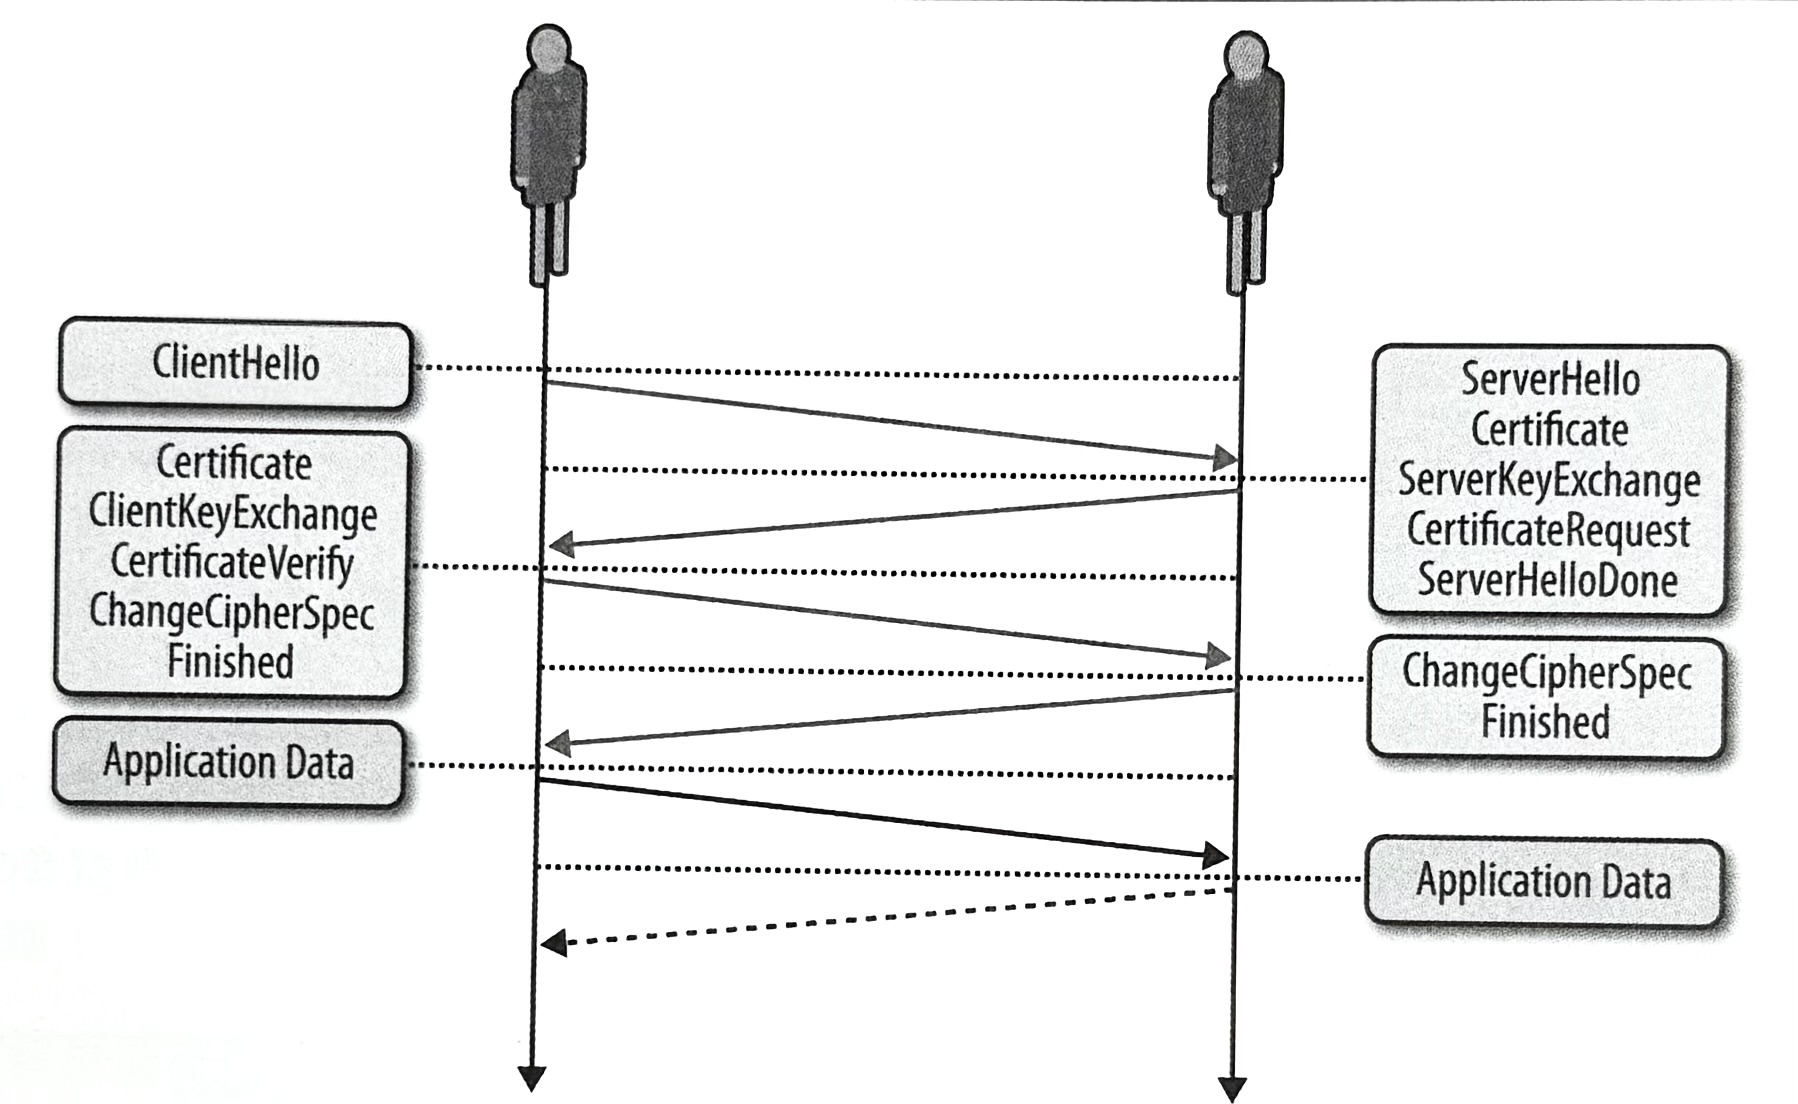 ClientHello
ServerHello
Certificate
ServerKeyExchange
CertificateRequest
ServerHelloDone
Certificate
ClientKeyExchange
CertificateVerify
ChangeCipherSpec
Finished
ChangeCipherSpec
Finished
Application Data
Application Data